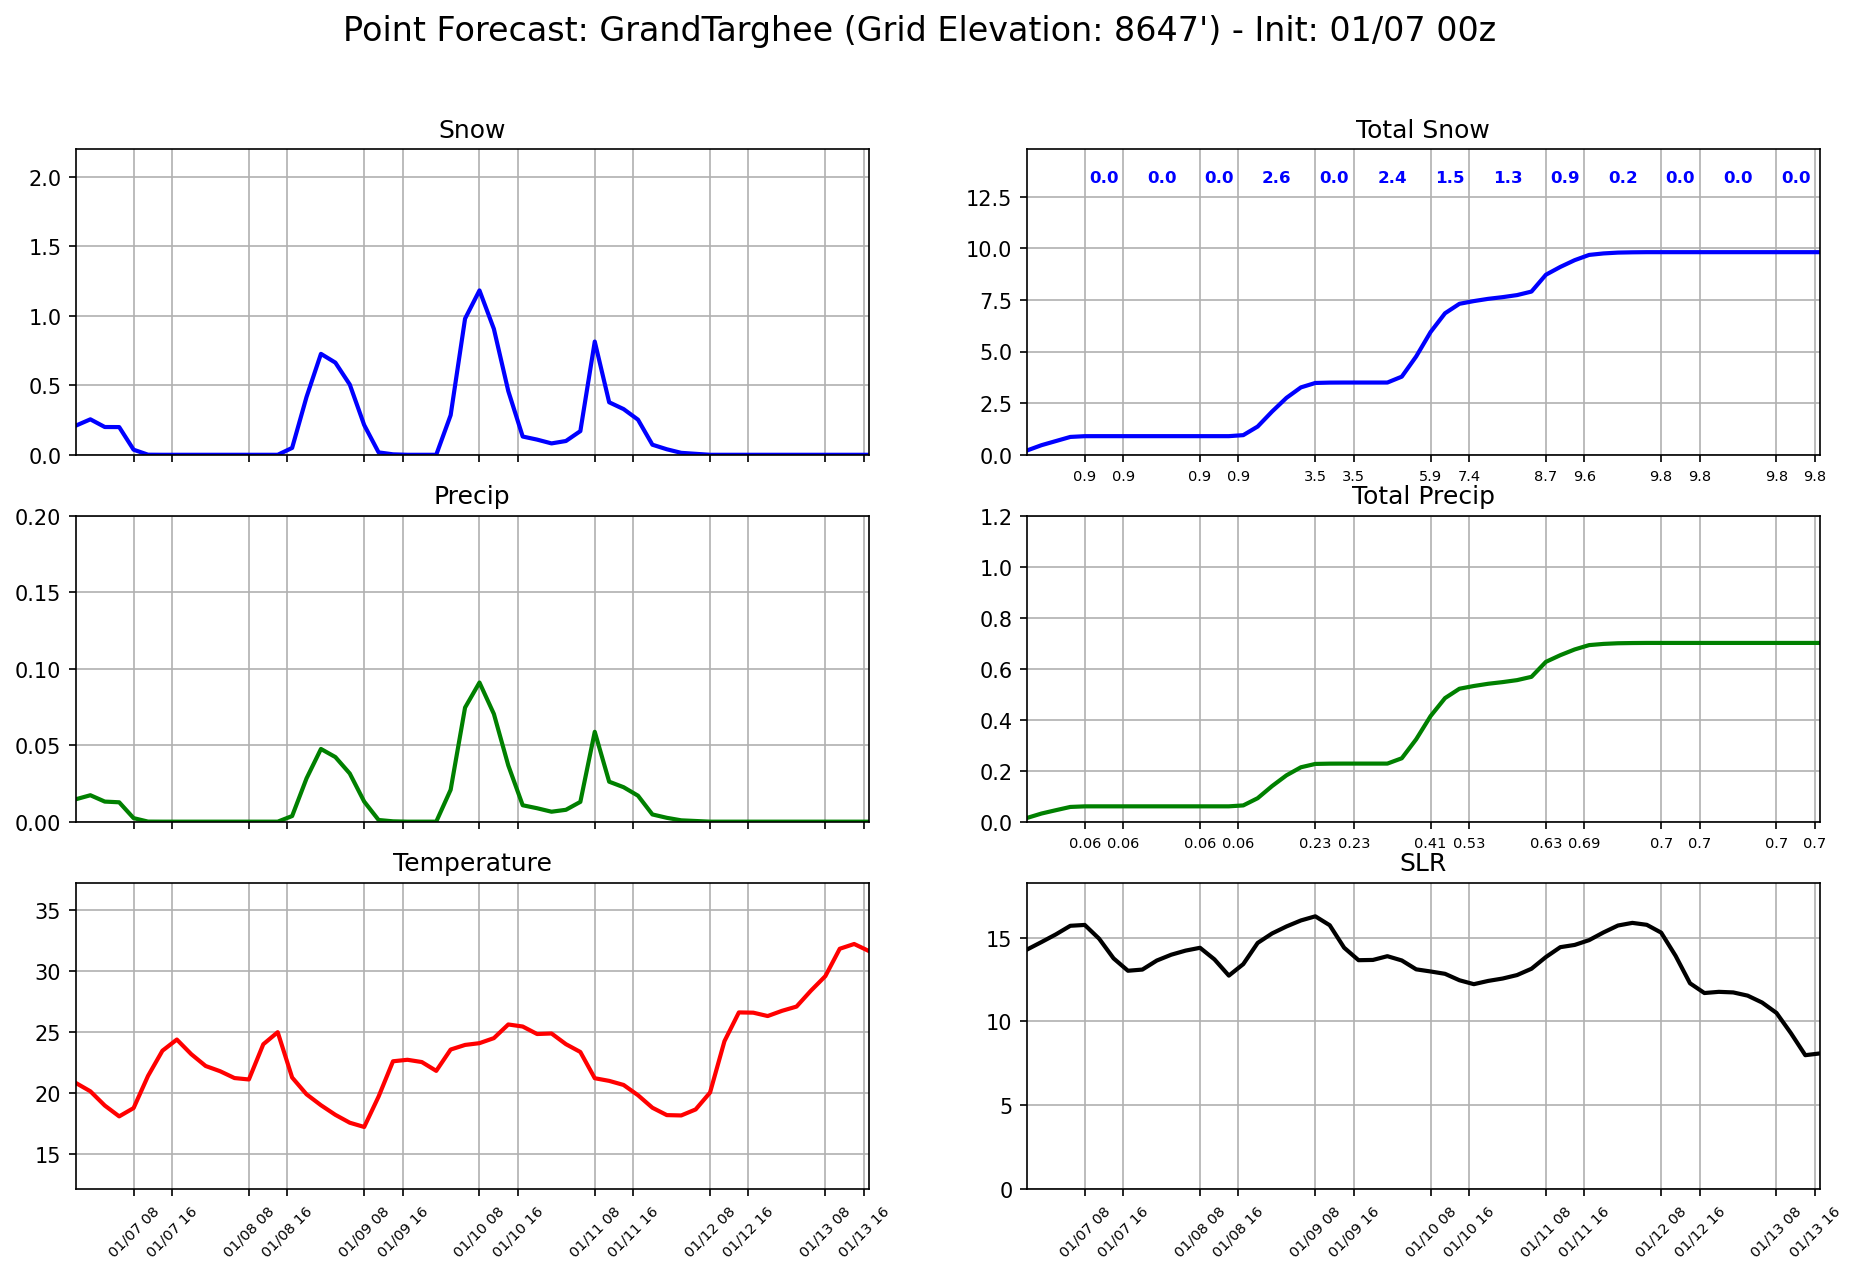 Point Forecast: GrandTarghee (Grid Elevation: 8647') - Init: 01/07 00z
Snow
2.0
1.5
1.0
0.5
0.0
Total Snow
0.0 0.0 0.0 2.6 0.0 2.4 1.5 1.3 0.9 0.2 0.0 0.0 0.0
12.5
10.0
7.5
5.0
2.5
0.0
0.9 0.9 0.9 0.9 3.5 3.5 5.9 7.4 8.7 9.6 9.8 9.8 9.8 9.8
Precip
0.20
0.15
0.10
0.05
0.00
Total Precip
1.2
1.0
0.8
0.6
0.4
0.2
0.0
0.06 0.06 0.06 0.06 0.23 0.23 0.41 0.53 0.63 0.69 0.7 0.7 0.7 0.7
Temperature
35
30
25
20
15
01/07 08 01/07 16 01/08 08 01/08 16 01/09 08 01/09 16 01/10 08 01/10 16 01/11 08 01/11 16 01/12 08 01/12 16 01/13 08 01/13 16
SLR
15
10
5
0
01/07 08 01/07 16 01/08 08 01/08 16 01/09 08 01/09 16 01/10 08 01/10 16 01/11 08 01/11 16 01/12 08 01/12 16 01/13 08 01/13 16